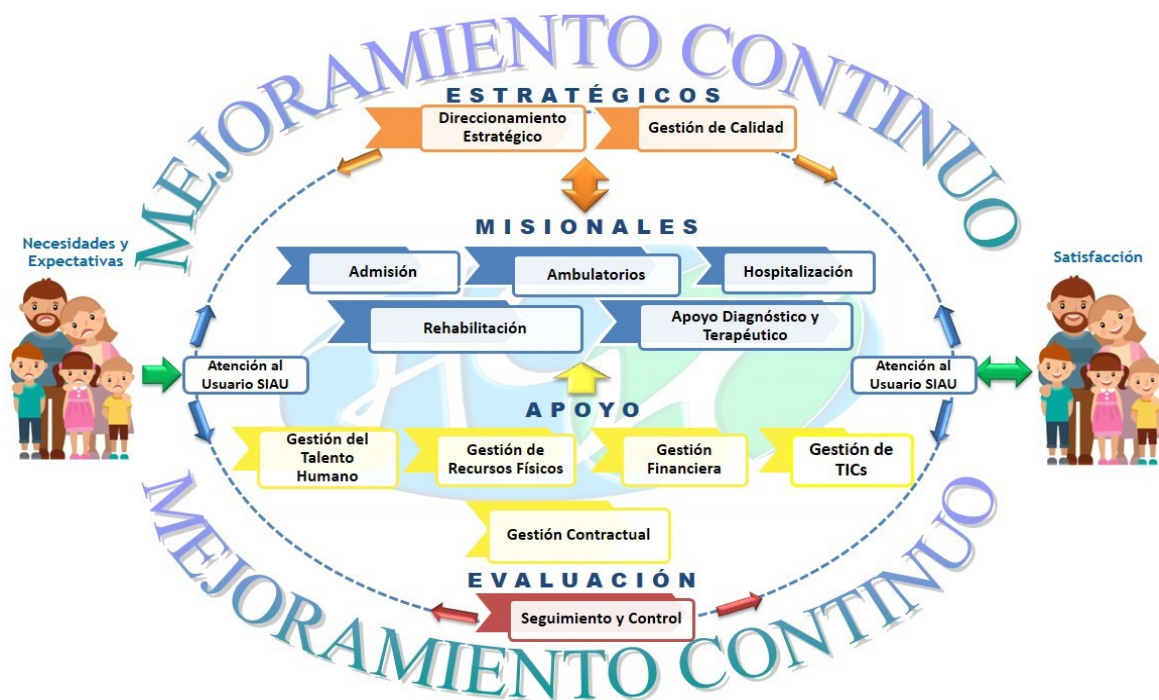 MEJORAMIENTO CONTINUO
ESTRATÉGICOS
Direccionamiento
Estratégico
Gestión de Calidad
MISIONALES
Necesidades y
Expectativas
Satisfacción
Admisión
Ambulatorios
Hospitalización
Rehabilitación
Apoyo Diagnóstico y
Terapéutico
Atención al
Usuario SIAU
Atención al
Usuario SIAU
APOYO
Gestión del
Talento
Humano
Gestión de
Recursos Físicos
Gestión
Financiera
Gestión de
TICs
Gestión Contractual
EVALUACIÓN
Seguimiento y Control
MEJORAMIENTO CONTINUO